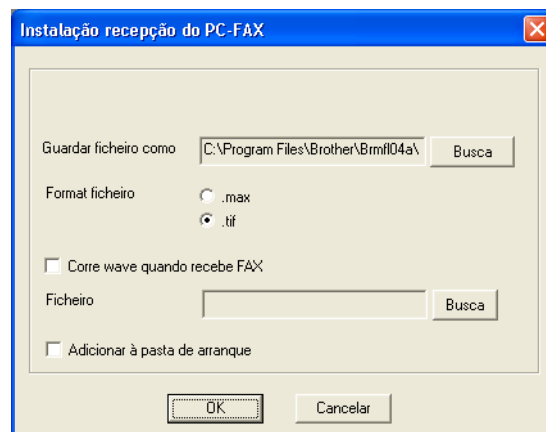 Instalação recepção do PC-FAX
Guardar ficheiro como C:\Program Files\Brother\Brmfl04a\ Busca
Format ficheiro .max
.tif
Corre wave quando recebe FAX
Ficheiro Busca
Adicionar à pasta de arranque
OK Cancelar